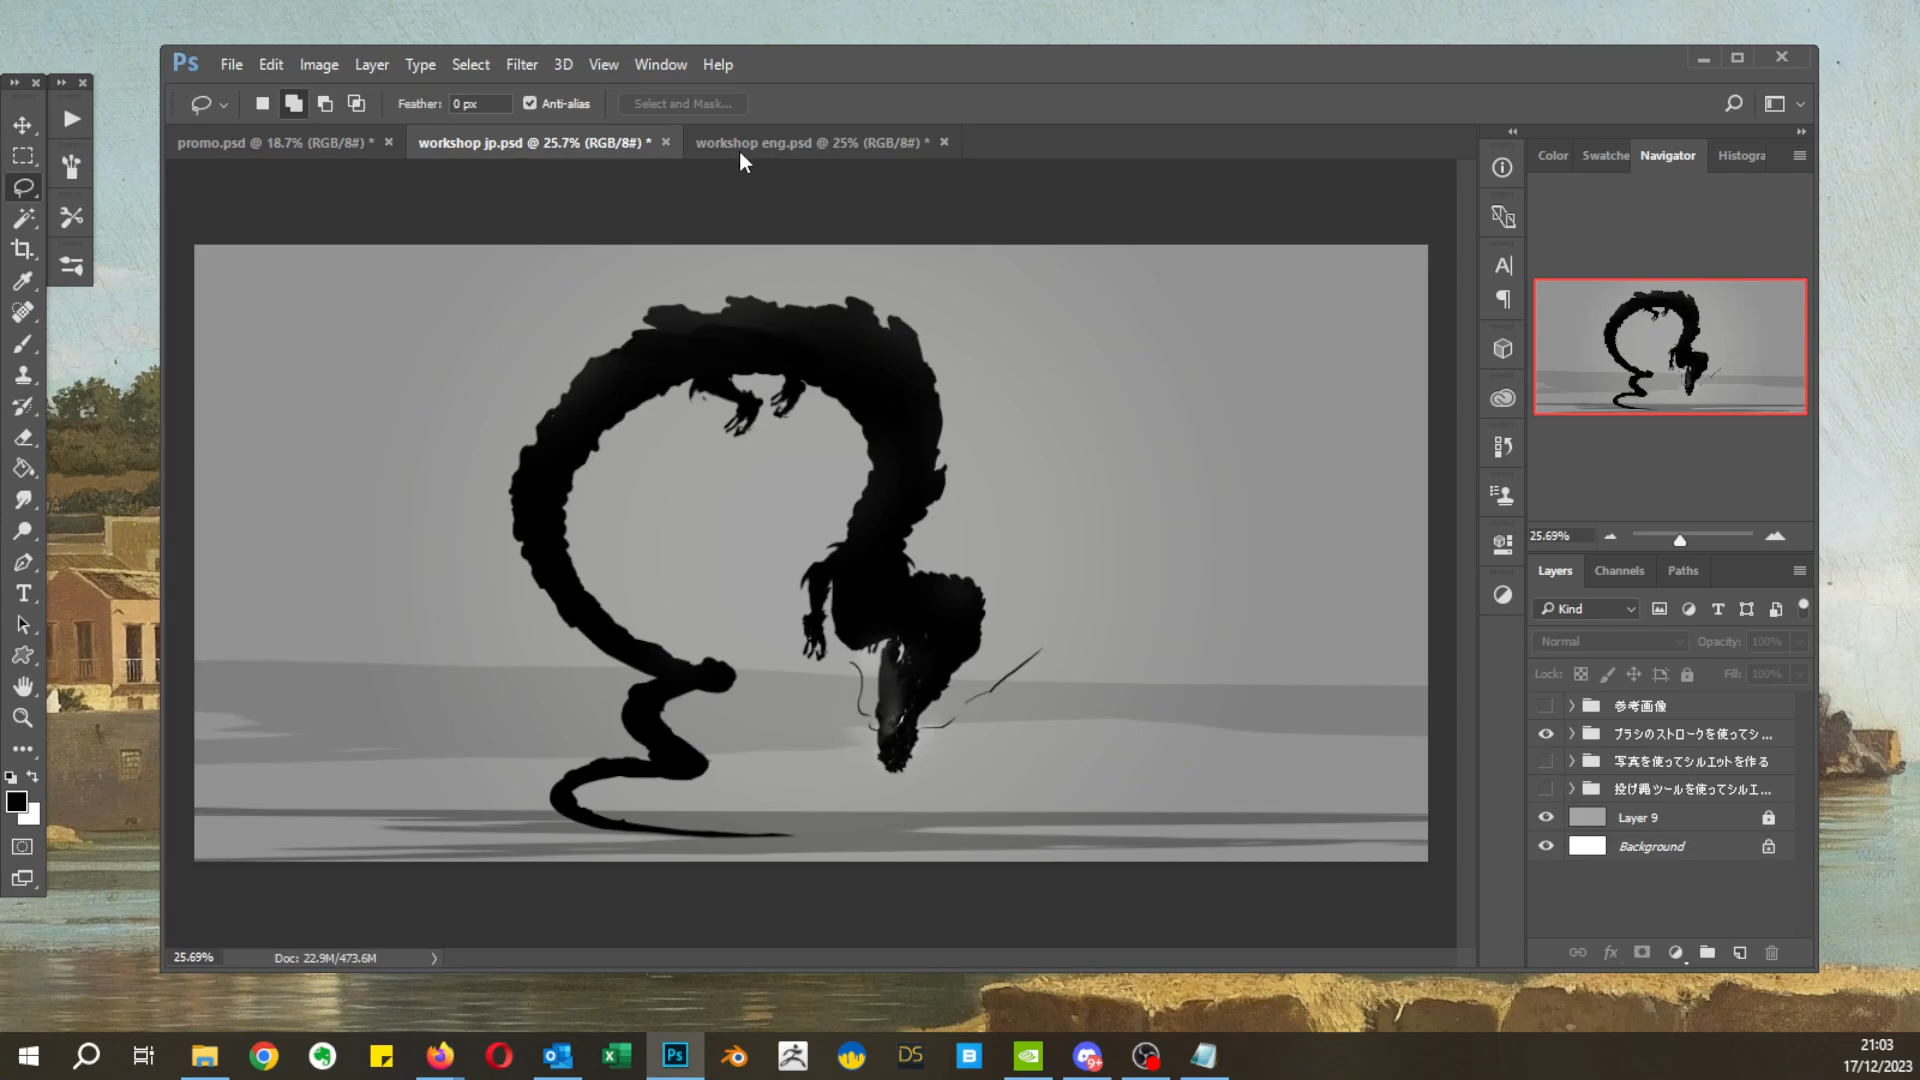 Ps File Edit Image Layer Type Select Filter 3D View Window Help
Feather: 0 px Anti-alias Select and Mask...
promo.psd @ 18.7% (RGB/8#) * workshop jp.psd @ 25.7% (RGB/8#) * workshop eng.psd @ 25% (RGB/8#) *
Color Swatche Navigator Histogra
25.69%
Layers Channels Paths
Kind
Normal Opacity: 100%
Lock: Fill: 100%
参考画像
ブラシのストロークを使ってシ...
写真を使ってシルエットを作る
投げ縄ツールを使ってシルエ...
Layer 9
Background
25.69% Doc: 22.9M/473.6M
Ps DS B 9+
21:03
17/12/2023